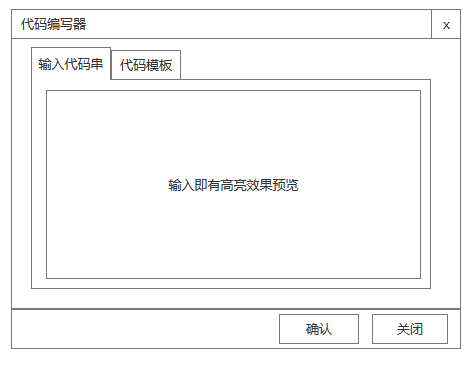 代码编写器
x
输入代码串
代码模板
输入即有高亮效果预览
确认
关闭